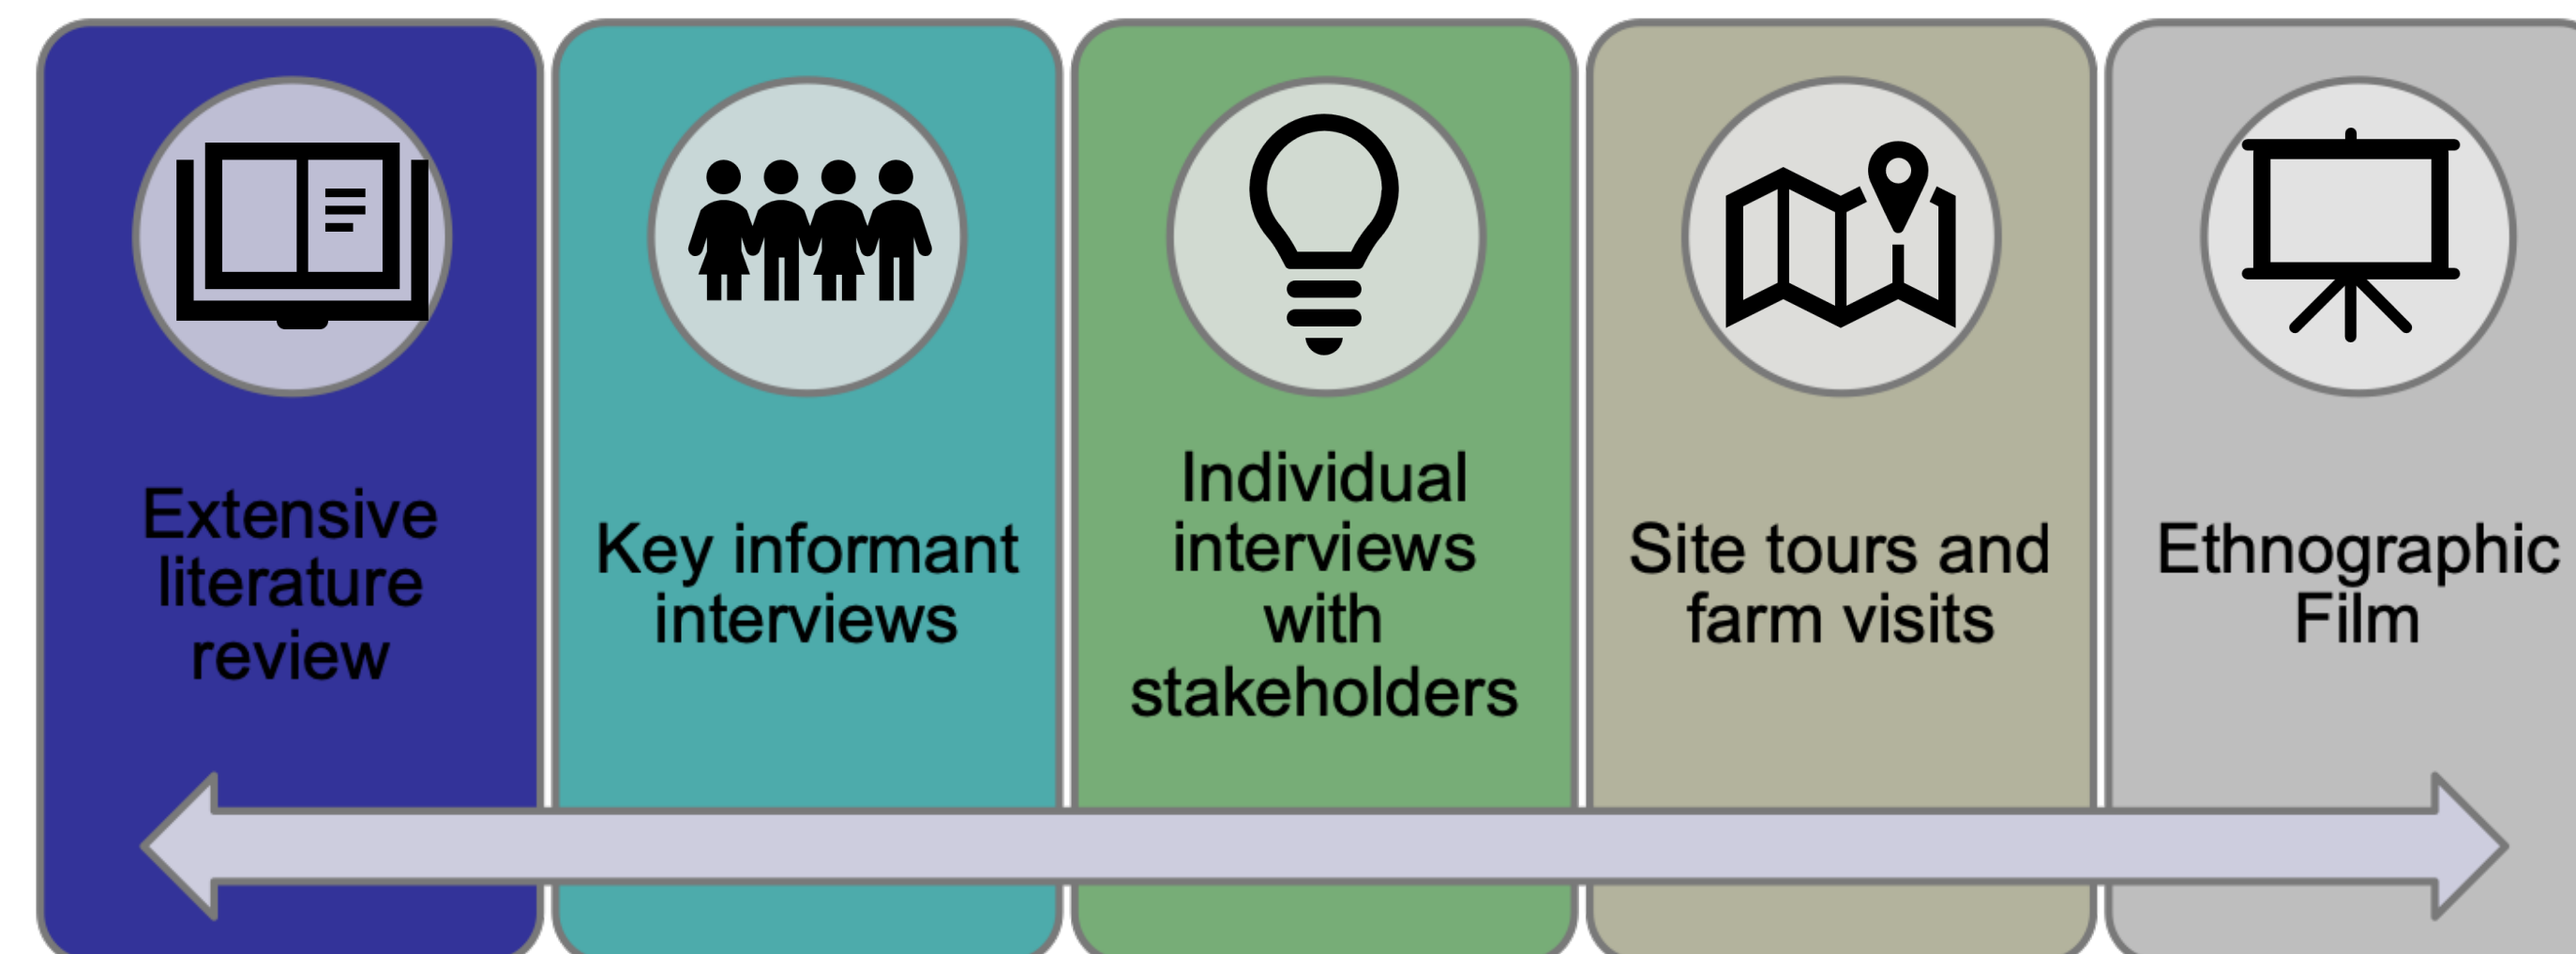 Extensive
literature
review
Key informant
interviews
Individual
interviews
with
stakeholders
Site tours and
farm visits
Ethnographic
Film